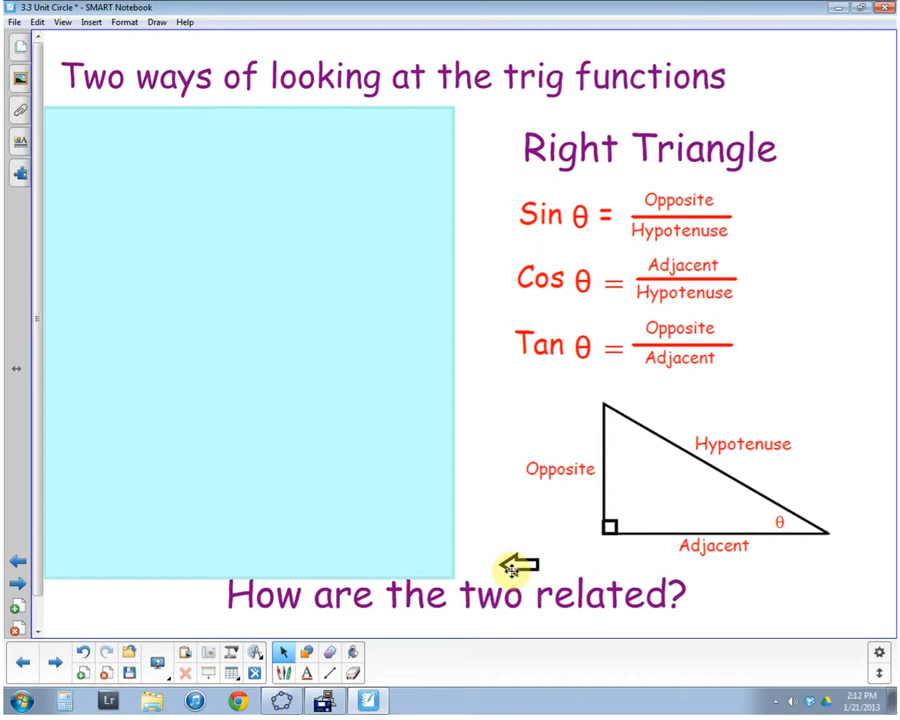 3.3 Unit Circle * - SMART Notebook
File Edit View Insert Format Draw Help
Two ways of looking at the trig functions
Right Triangle
Sin θ = Opposite
Hypotenuse
Cos θ = Adjacent
Hypotenuse
Tan θ = Opposite
Adjacent
Hypotenuse
Opposite
θ
Adjacent
How are the two related?
A
Lr
2:12 PM
1/21/2013